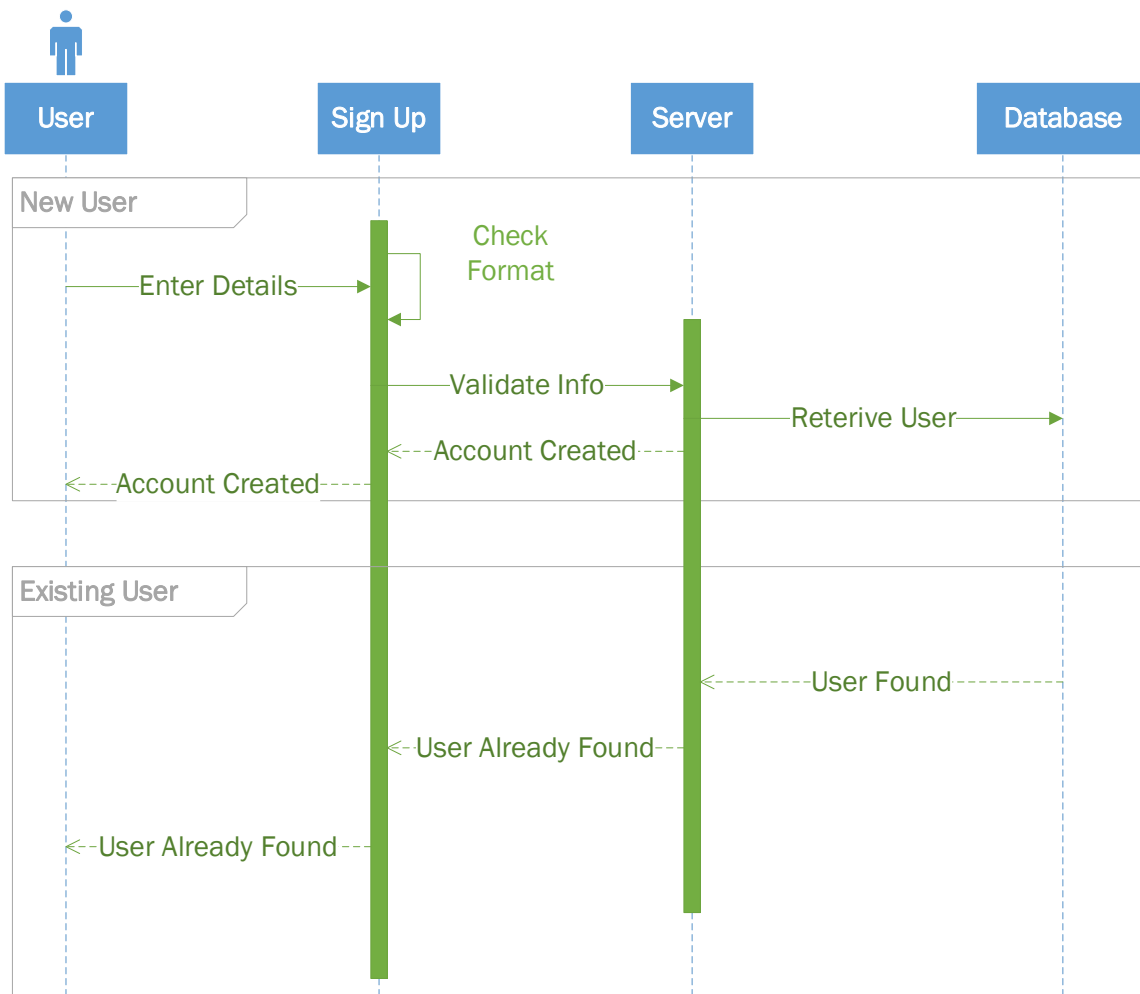 User
Sign Up
Server
Database
New User
Check
Format
Enter Details
Validate Info
Reterive User
Account Created
Account Created
Existing User
User Found
User Already Found
User Already Found